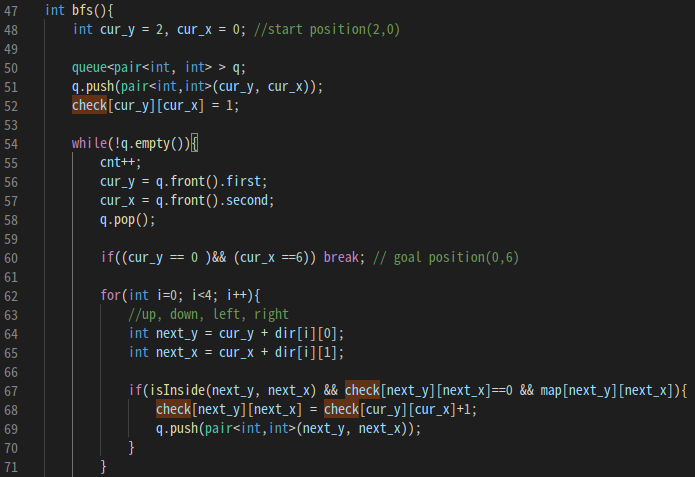 47 int bfs(){
48 int cur_y = 2, cur_x = 0; //start position(2,0)
49
50 queue<pair<int, int> > q;
51 q.push(pair<int,int>(cur_y, cur_x));
52 check[cur_y][cur_x] = 1;
53
54 while(!q.empty()){
55 cnt++;
56 cur_y = q.front().first;
57 cur_x = q.front().second;
58 q.pop();
59
60 if((cur_y == 0 )&& (cur_x ==6)) break; // goal position(0,6)
61
62 for(int i=0; i<4; i++){
63 //up, down, left, right
64 int next_y = cur_y + dir[i][0];
65 int next_x = cur_x + dir[i][1];
66
67 if(isInside(next_y, next_x) && check[next_y][next_x]==0 && map[next_y][next_x]){
68 check[next_y][next_x] = check[cur_y][cur_x]+1;
69 q.push(pair<int,int>(next_y, next_x));
70 }
71 }